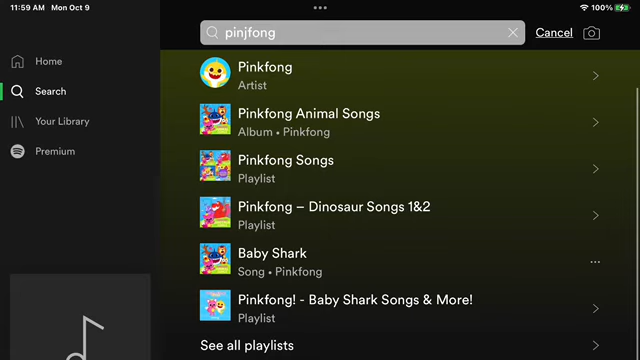 11:59 AM Mon Oct 9
100%
pinjfong
Cancel
Home
Search
Your Library
Premium
Pinkfong
Artist
Pinkfong Animal Songs
Album • Pinkfong
Pinkfong Songs
Playlist
Pinkfong – Dinosaur Songs 1&2
Playlist
Baby Shark
Song • Pinkfong
Pinkfong! - Baby Shark Songs & More!
Playlist
See all playlists